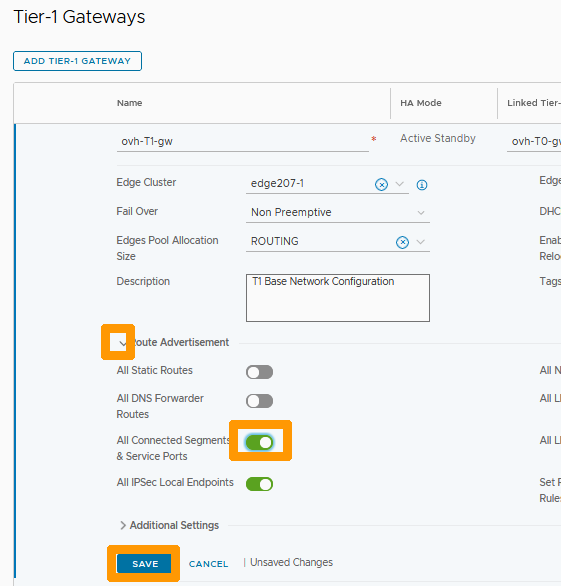 Tier-1 Gateways
ADD TIER-1 GATEWAY
Name HA Mode Linked Tier-
ovh-T1-gw * Active Standby ovh-T0-gw
Edge Cluster edge207-1 Edge
Fail Over Non Preemptive DHC
Edges Pool Allocation ROUTING Enab
Size Reloc
Description T1 Base Network Configuration Tags
Route Advertisement
All Static Routes All N
All DNS Forwarder All L
Routes
All Connected Segments All L
& Service Ports
All IPSec Local Endpoints Set R
Rules
Additional Settings
SAVE CANCEL | Unsaved Changes